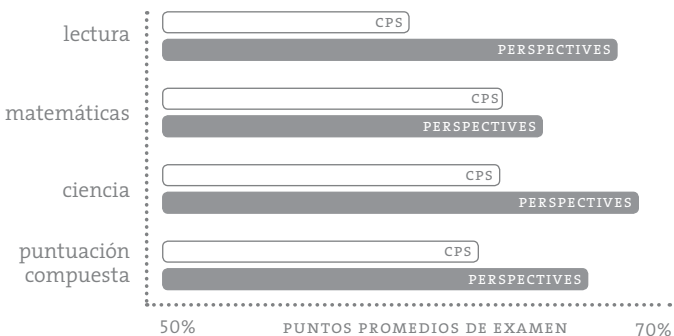 lectura
CPS
PERSPECTIVES
matemáticas
CPS
PERSPECTIVES
ciencia
CPS
PERSPECTIVES
puntuación
compuesta
CPS
PERSPECTIVES
50% PUNTOS PROMEDIOS DE EXAMEN 70%